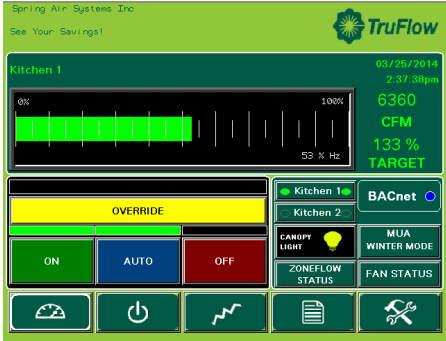 Spring Air Systems Inc
See Your Savings!
TruFlow
Kitchen 1
03/25/2014
2:37:38pm
0%
100%
53 % Hz
6360
CFM
133 %
TARGET
OVERRIDE
ON
AUTO
OFF
Kitchen 1
Kitchen 2
BACnet
CANOPY
LIGHT
MUA
WINTER MODE
ZONEFLOW
STATUS
FAN STATUS